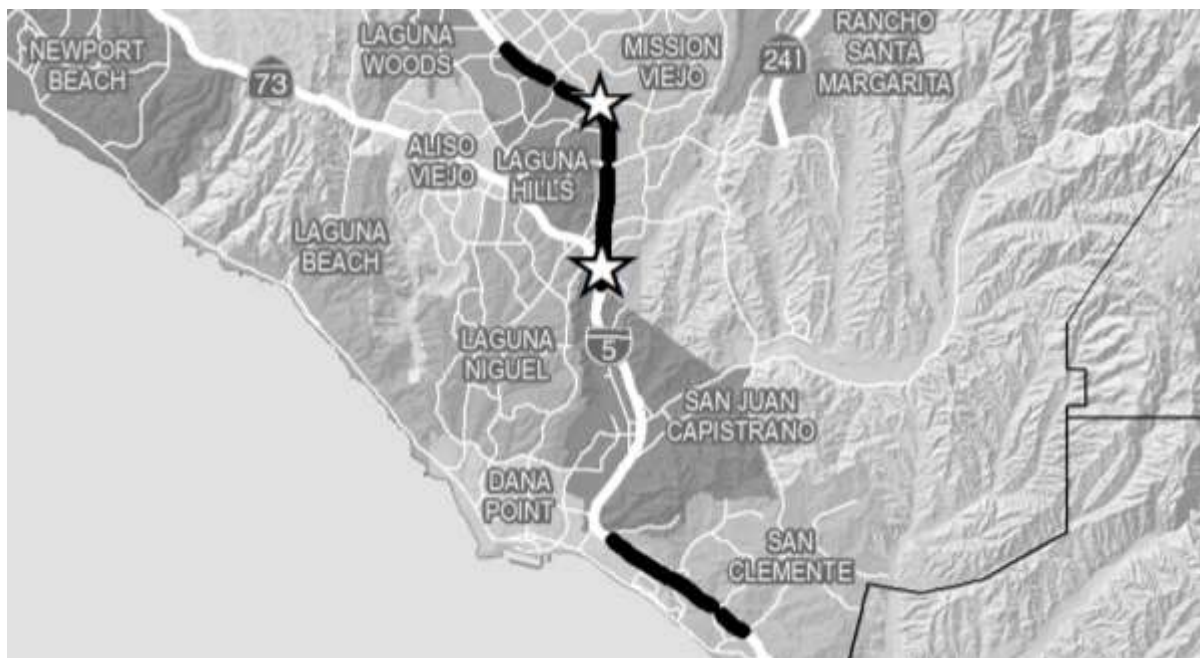 NEWPORT
BEACH
73
LAGUNA
WOODS
MISSION
VIEJO
241
RANCHO
SANTA
MARGARITA
ALISO
VIEJO
LAGUNA
HILLS
LAGUNA
BEACH
LAGUNA
NIGUEL
5
SAN JUAN
CAPISTRANO
DANA
POINT
SAN
CLEMENTE